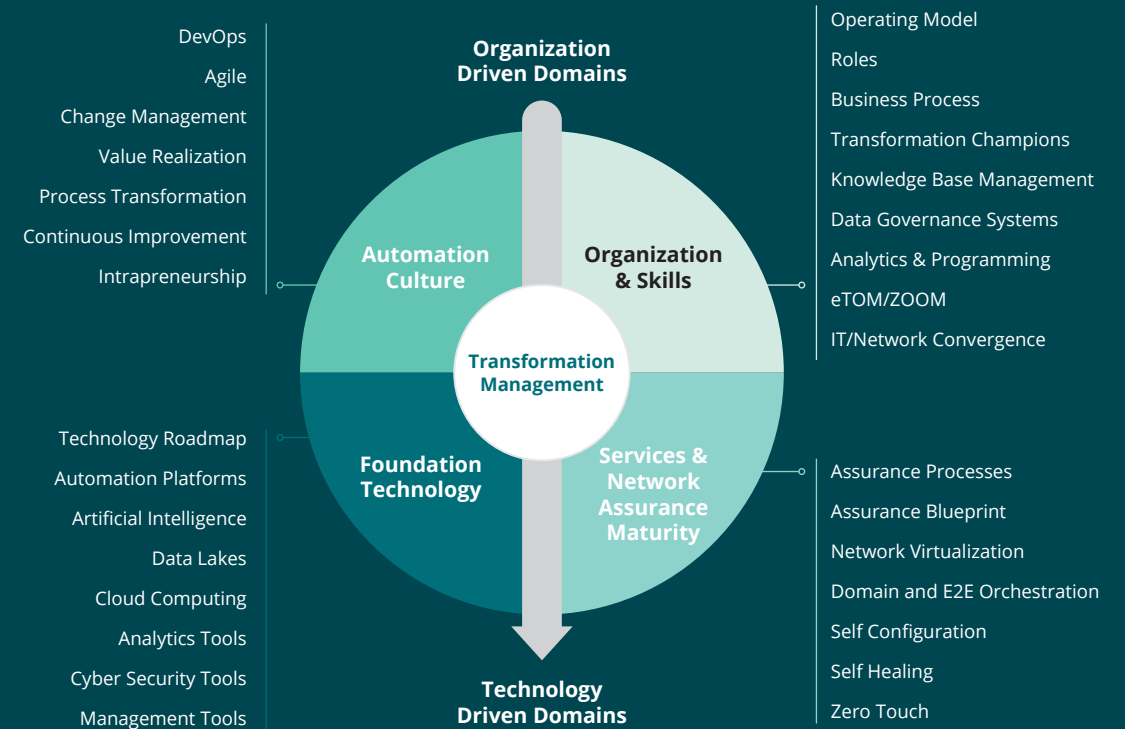 DevOps
Agile
Change Management
Value Realization
Process Transformation
Continuous Improvement
Intrapreneurship
Organization
Driven Domains
Operating Model
Roles
Business Process
Transformation Champions
Knowledge Base Management
Data Governance Systems
Analytics & Programming
eTOM/ZOOM
IT/Network Convergence
Automation
Culture
Organization
& Skills
Transformation
Management
Foundation
Technology
Services &
Network
Assurance
Maturity
Technology Roadmap
Automation Platforms
Artificial Intelligence
Data Lakes
Cloud Computing
Analytics Tools
Cyber Security Tools
Management Tools
Assurance Processes
Assurance Blueprint
Network Virtualization
Domain and E2E Orchestration
Self Configuration
Self Healing
Zero Touch
Technology
Driven Domains